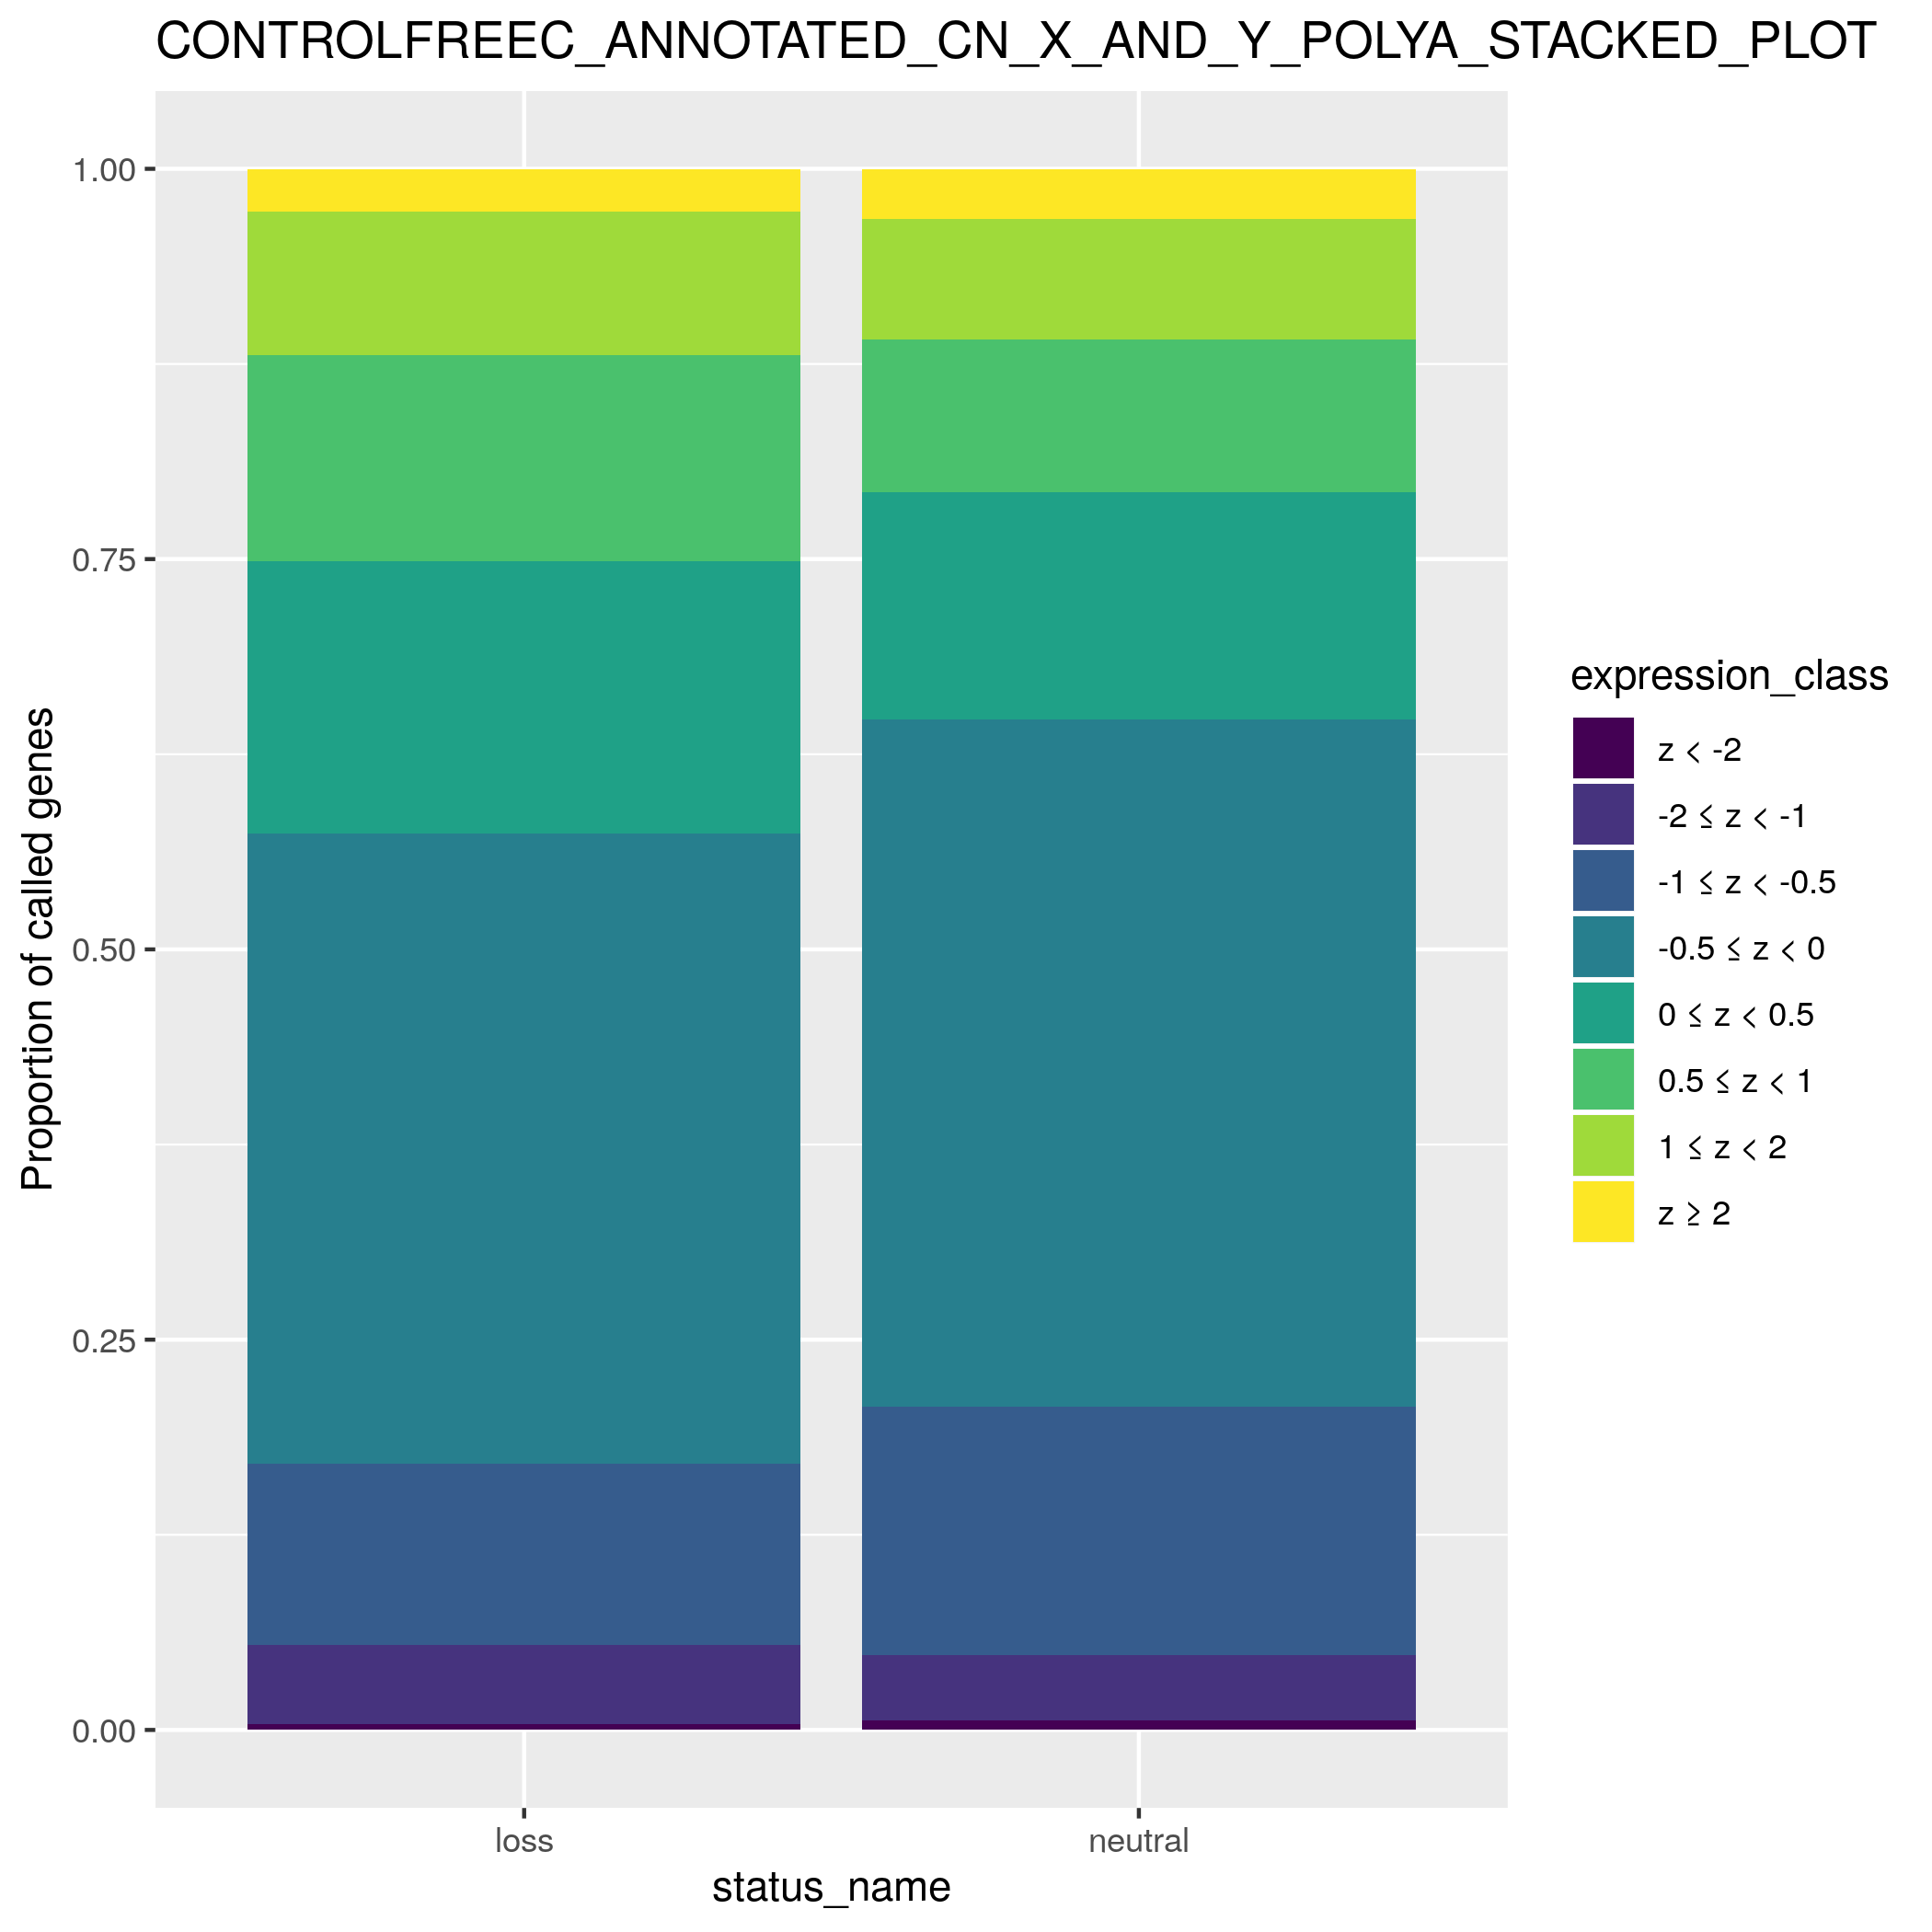 CONTROLFREEC_ANNOTATED_CN_X_AND_Y_POLYA_STACKED_PLOT
1.00
0.75
0.50
0.25
0.00
Proportion of called genes
loss
neutral
status_name
expression_class
z < -2
-2 ≤ z < -1
-1 ≤ z < -0.5
-0.5 ≤ z < 0
0 ≤ z < 0.5
0.5 ≤ z < 1
1 ≤ z < 2
z ≥ 2